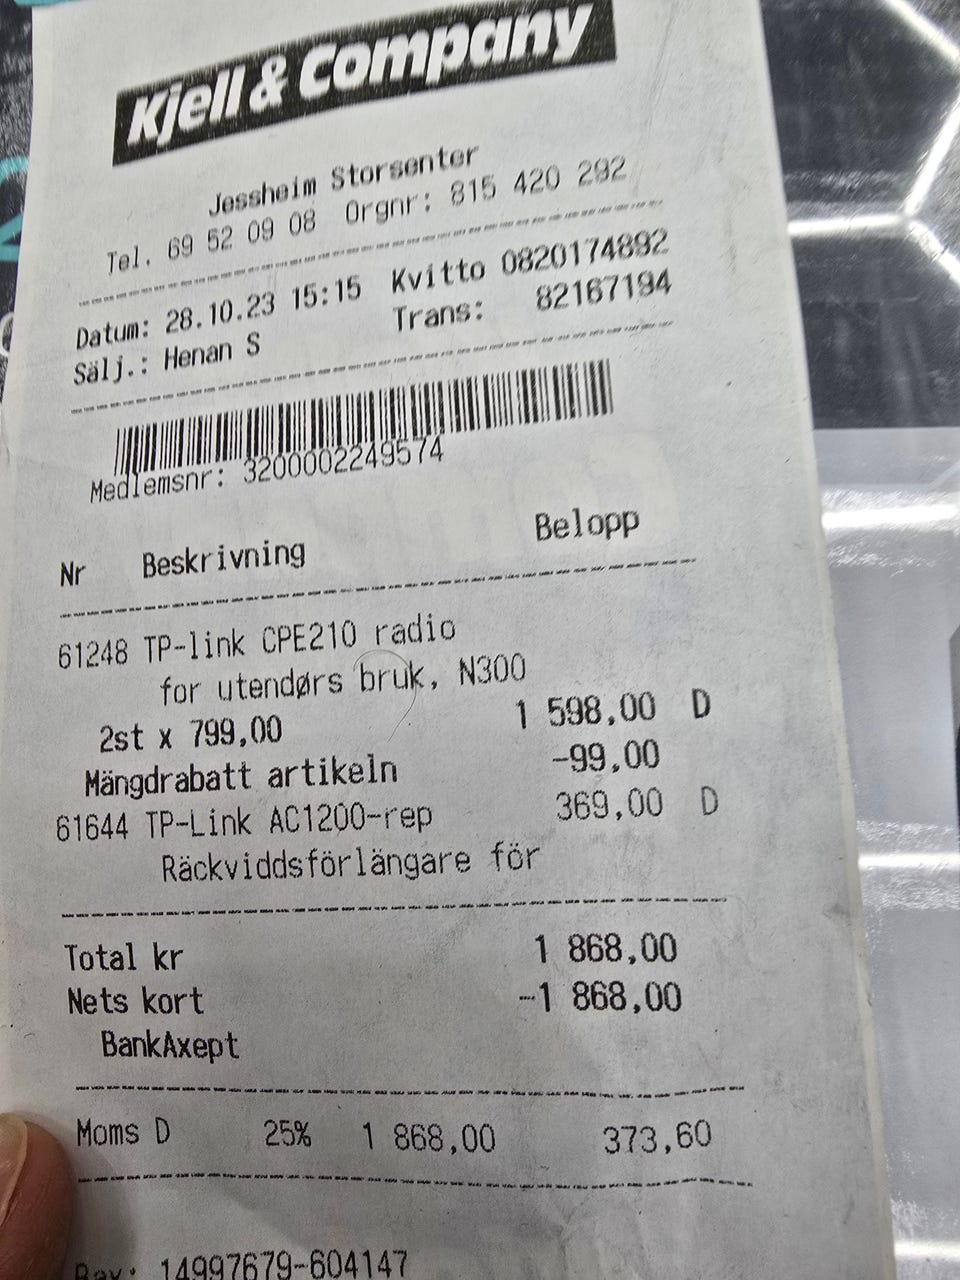 Kjell & Company
Jessheim Storsenter
Tel. 69 52 09 08 Orgnr: 815 420 292
Datum: 28.10.23 15:15 Kvitto 0820174892
Sälj.: Henan S Trans: 82167194
Medlemsnr: 3200002249574
Nr Beskrivning Belopp
61248 TP-link CPE210 radio
for utendørs bruk, N300
2st x 799,00 1 598,00 D
Mängdrabatt artikeln -99,00
61644 TP-Link AC1200-rep 369,00 D
Räckviddsförlängare för
Total kr 1 868,00
Nets kort -1 868,00
BankAxept
Moms D 25% 1 868,00 373,60
14997679-604147